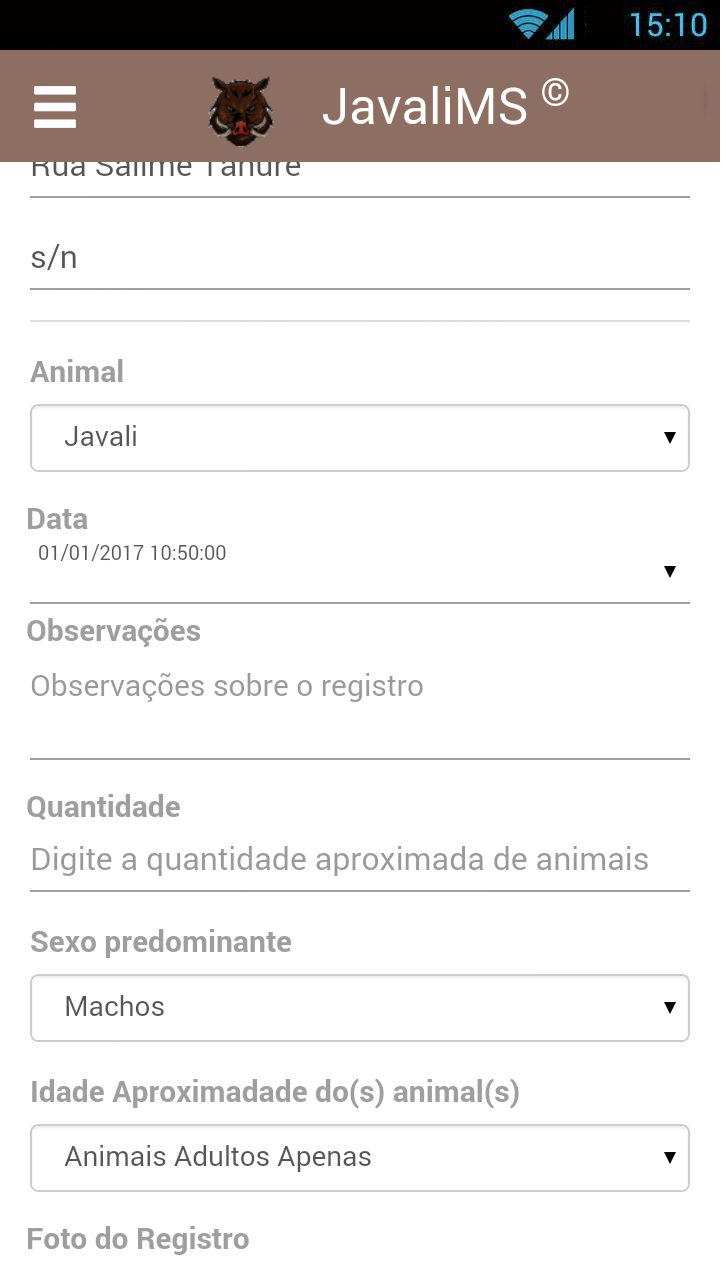 15:10
JavaliMS ©
Rua Salime Tanure
s/n
Animal
Javali
Data
01/01/2017 10:50:00
Observações
Observações sobre o registro
Quantidade
Digite a quantidade aproximada de animais
Sexo predominante
Machos
Idade Aproximadade do(s) animal(s)
Animais Adultos Apenas
Foto do Registro